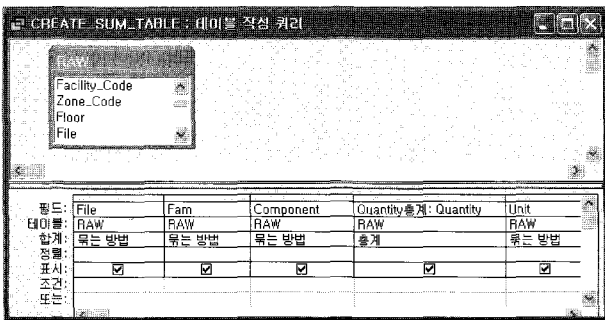 CREATE_SUM_TABLE : 테이블 작성 쿼리
RAW
Facility_Code
Zone_Code
Floor
File
필드: File Fam Component Quantity총계: Quantity Unit
테이블: RAW RAW RAW RAW RAW
합계: 묶는 방법 묶는 방법 묶는 방법 총계 묶는 방법
정렬:
표시:
조건:
또는: